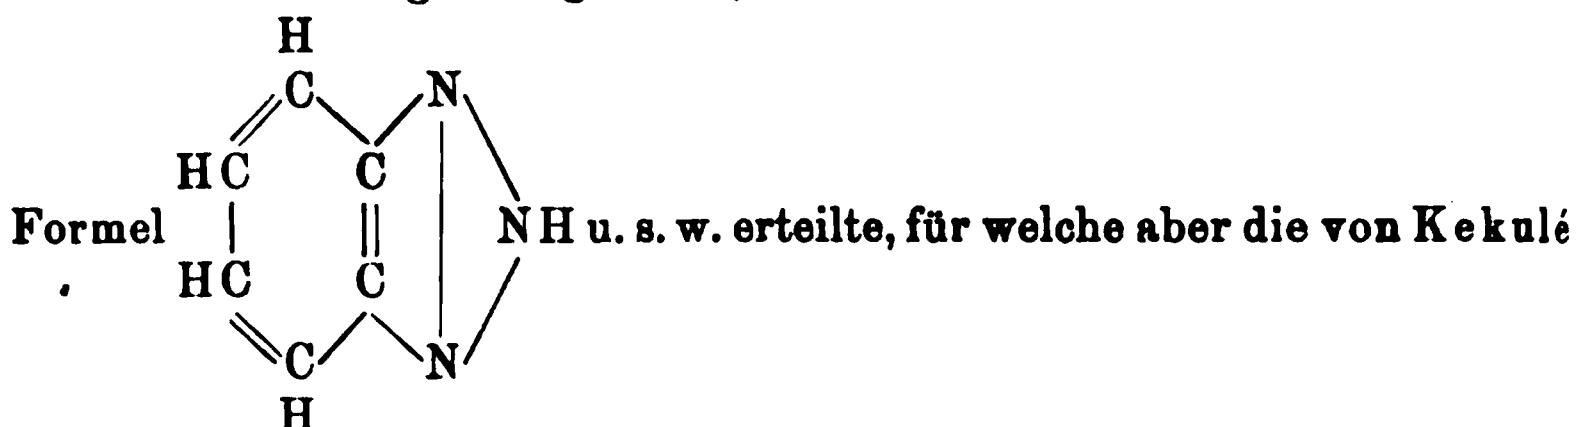 H
C N
HC C
Formel NH u. s. w. erteilte, für welche aber die von Kekulé
HC C
C N
H